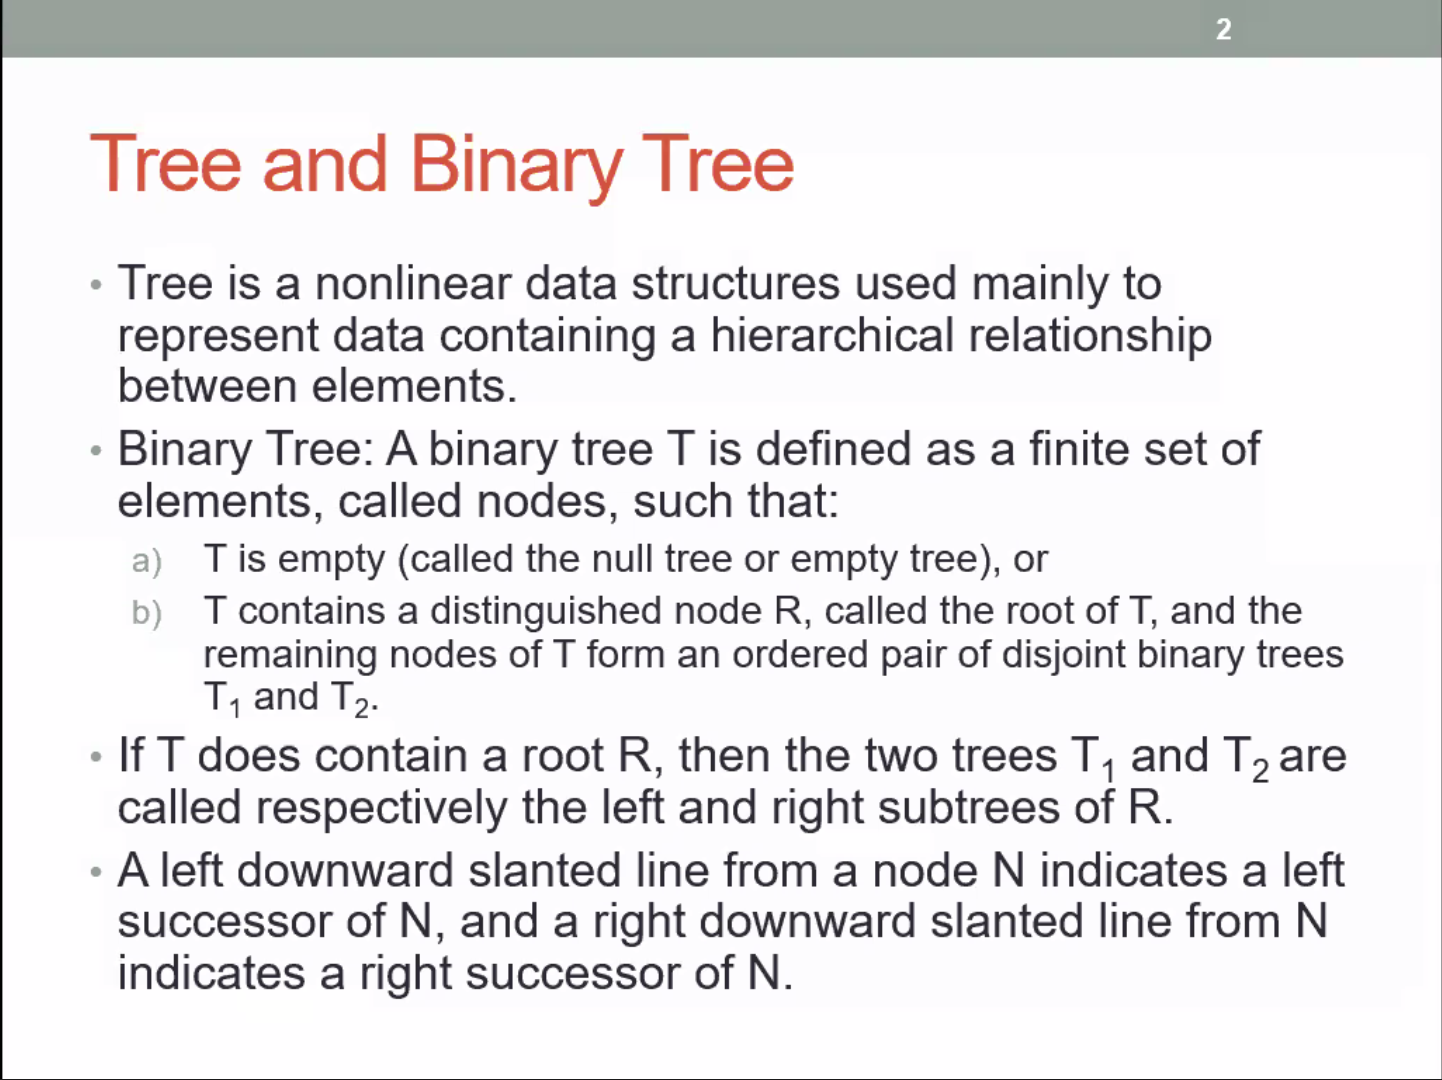 2
Tree and Binary Tree
• Tree is a nonlinear data structures used mainly to
represent data containing a hierarchical relationship
between elements.
• Binary Tree: A binary tree T is defined as a finite set of
elements, called nodes, such that:
a) T is empty (called the null tree or empty tree), or
b) T contains a distinguished node R, called the root of T, and the
remaining nodes of T form an ordered pair of disjoint binary trees
T₁ and T₂.
• If T does contain a root R, then the two trees T₁ and T₂ are
called respectively the left and right subtrees of R.
• A left downward slanted line from a node N indicates a left
successor of N, and a right downward slanted line from N
indicates a right successor of N.